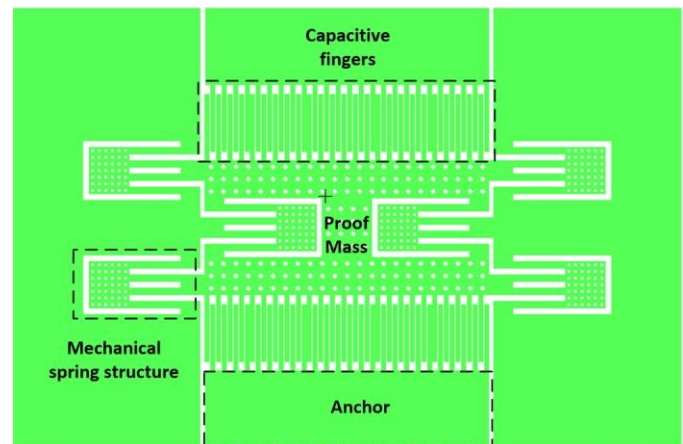 Capacitive
fingers
Proof
Mass
Mechanical
spring structure
Anchor